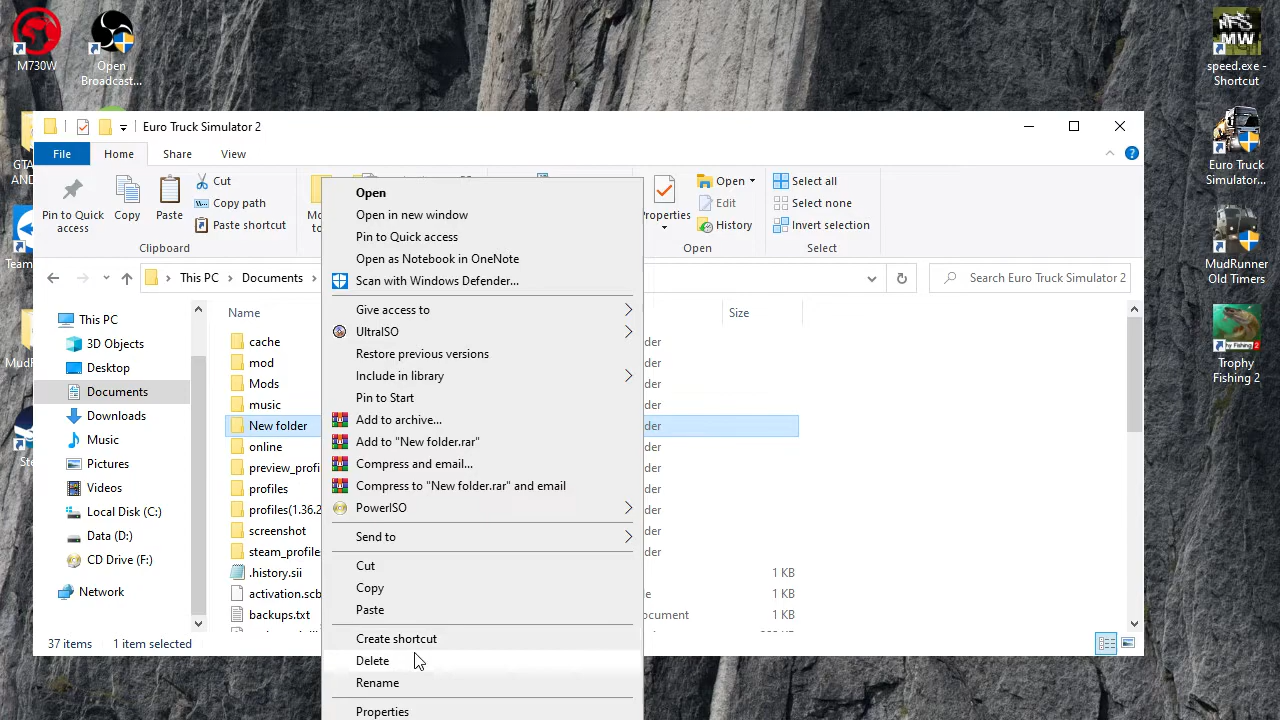 M730W
Open
Broadcast...
speed.exe -
Shortcut
Euro Truck
Simulator...
MudRunner
Old Timers
Trophy
Fishing 2
GTA
AN
Team
MudR
Ste
Euro Truck Simulator 2
File
Home
Share
View
Pin to Quick
access
Copy
Paste
Cut
Copy path
Paste shortcut
Clipboard
Mo
Properties
Open
Edit
History
Open
Select all
Select none
Invert selection
Select
This PC
Documents
Search Euro Truck Simulator 2
This PC
3D Objects
Desktop
Documents
Downloads
Music
Pictures
Videos
Local Disk (C:)
Data (D:)
CD Drive (F:)
Network
Name
Size
cache
der
mod
der
Mods
der
music
der
New folder
der
online
der
preview_profi
der
profiles
der
profiles(1.36.2
der
screenshot
der
steam_profile
der
.history.sii
1 KB
activation.scb
e
1 KB
backups.txt
ocument
1 KB
37 items
1 item selected
Open
Open in new window
Pin to Quick access
Open as Notebook in OneNote
Scan with Windows Defender...
Give access to
UltraISO
Restore previous versions
Include in library
Pin to Start
Add to archive...
Add to "New folder.rar"
Compress and email...
Compress to "New folder.rar" and email
PowerISO
Send to
Cut
Copy
Paste
Create shortcut
Delete
Rename
Properties